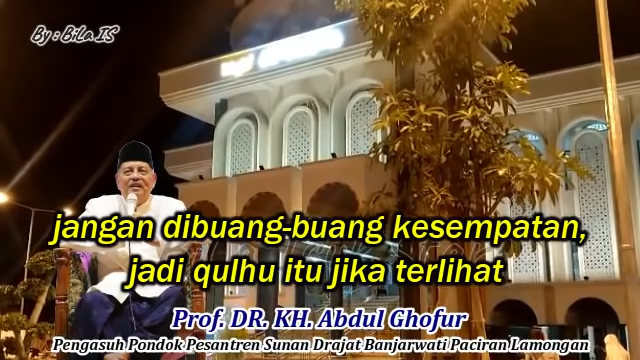 By : BiLa IS
jangan dibuang-buang kesempatan,
jadi qulhu itu jika terlihat
Prof. DR. KH. Abdul Ghofur
Pengasuh Pondok Pesantren Sunan Drajat Banjarwati Paciran Lamongan